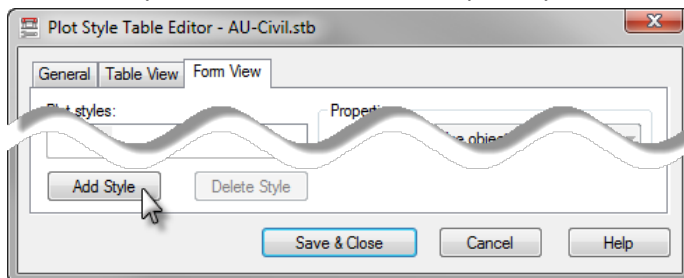 Plot Style Table Editor - AU-Civil.stb
General Table View Form View
styles:
Add Style Delete Style
Save & Close Cancel Help